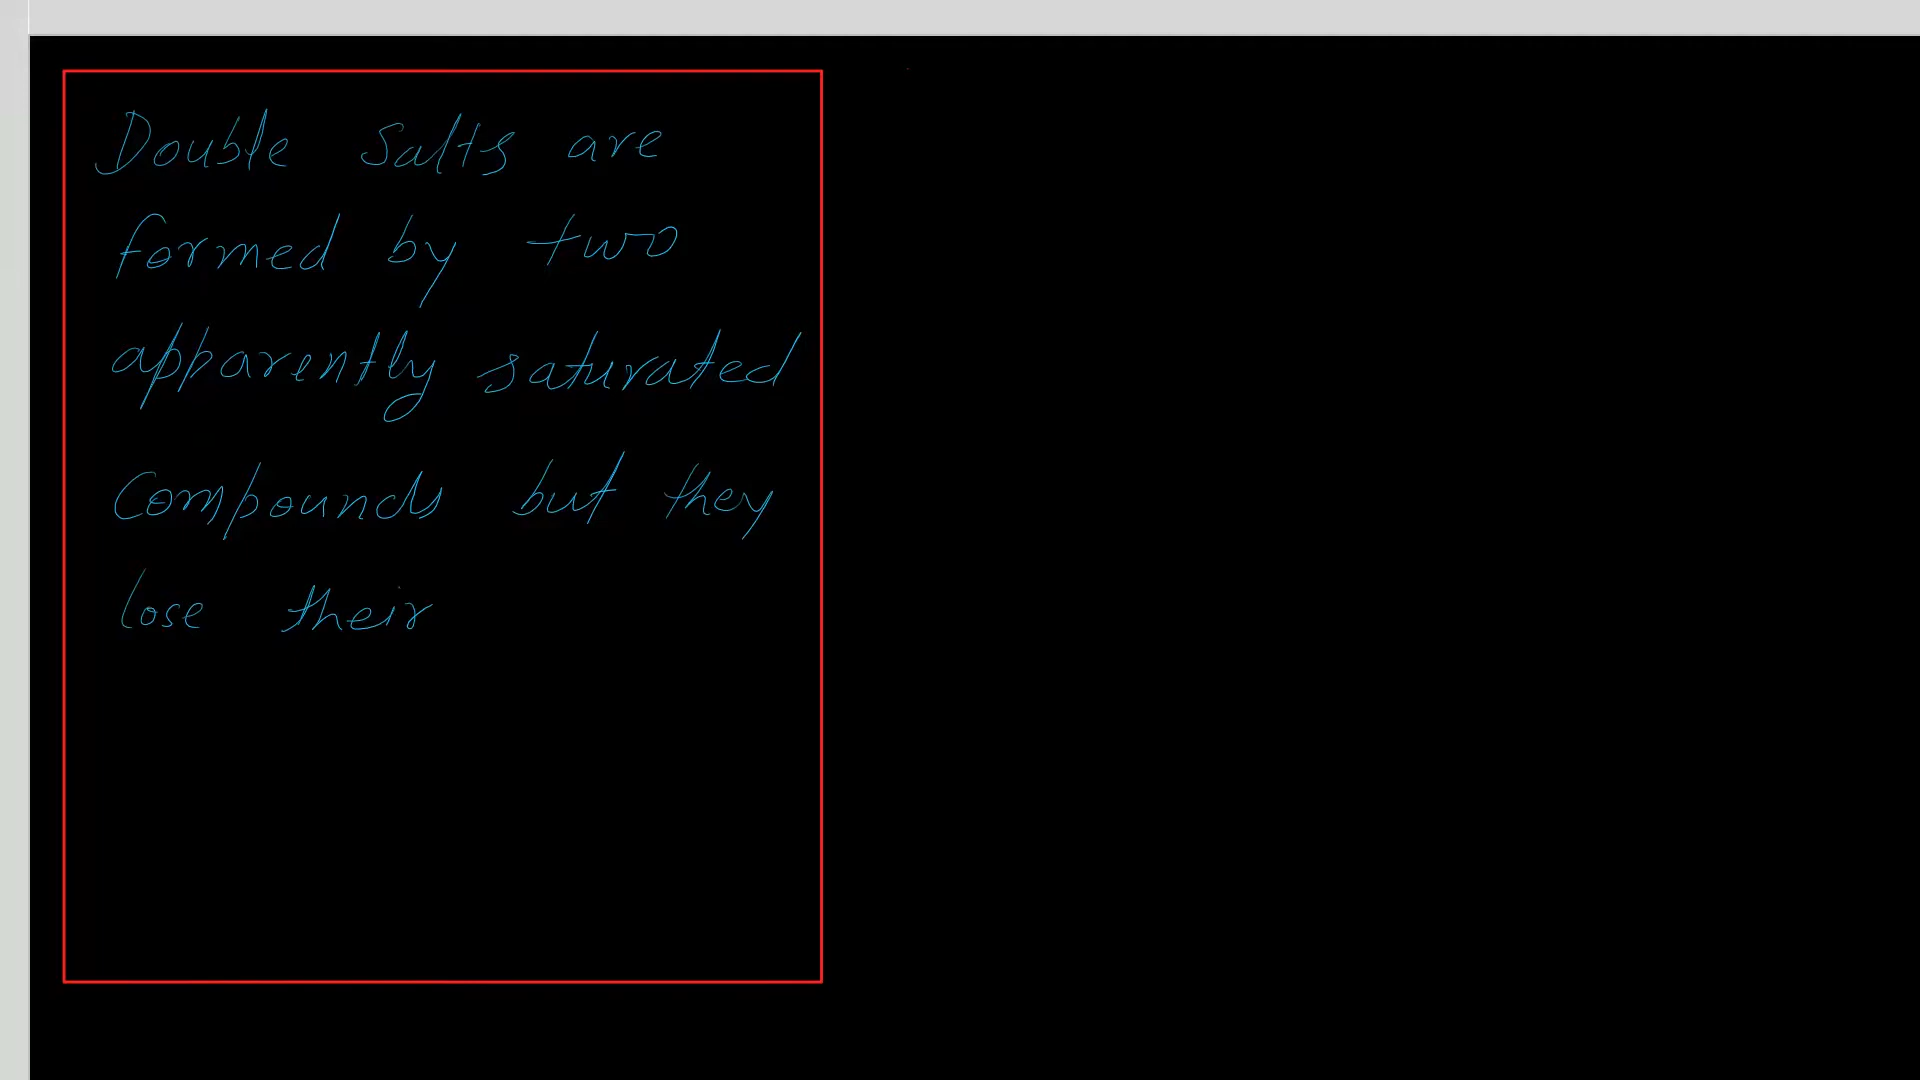 Double Salts are
formed by two
apparently saturated
Compounds but they
lose their